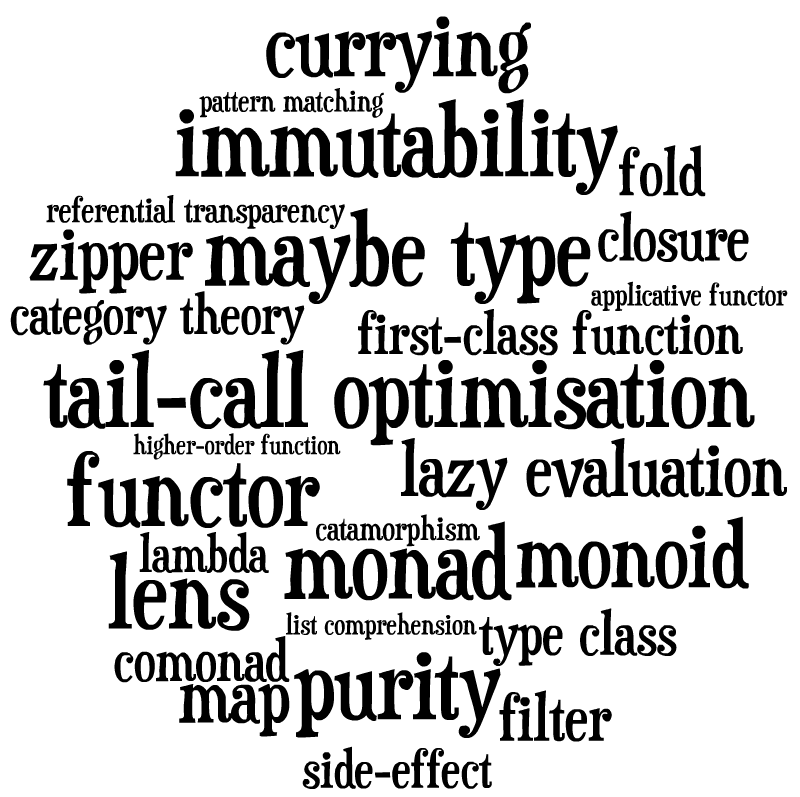 currying
pattern matching
immutability
fold
referential transparency
zipper
maybe type
closure
applicative functor
category theory
first-class function
tail-call optimisation
higher-order function
lazy evaluation
functor
catamorphism
lambda
monad
monoid
lens
list comprehension
type class
comonad
map
purity
filter
side-effect